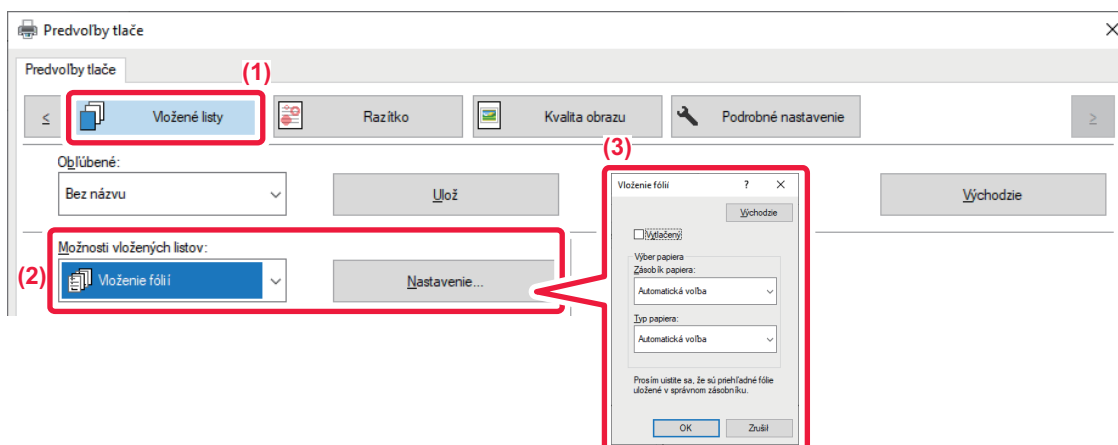 Predvoľby tlače
Predvoľby tlače
(1)
< Vložené listy Razítko Kvalita obrazu Podrobné nastavenie >
(3)
Obľúbené:
Bez názvu Ulož Východzie
Možnosti vložených listov:
(2) Vloženie fólií Nastavenie...
Vloženie fólií ? ×
Východzie
Vytlačený
Výber papiera
Zásobík papiera:
Automatická voľba
Typ papiera:
Automatická voľba
Prosím uistite sa, že sú priehľadné fólie
uložené v správnom zásobníku.
OK Zrušiť